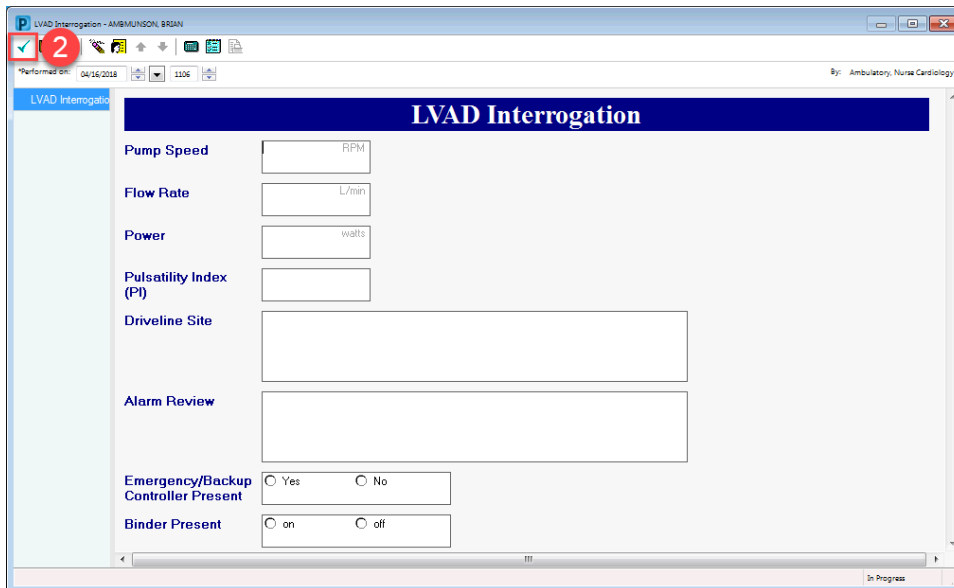 P LVAD Interrogation - AMBMUNSON, BRIAN
2
*Performed on: 04/16/2018 1106 By: Ambulatory, Nurse Cardiology
LVAD Interrogatio
LVAD Interrogation
Pump Speed RPM
Flow Rate L/min
Power watts
Pulsatility Index
(PI)
Driveline Site
Alarm Review
Emergency/Backup Yes No
Controller Present
Binder Present on off
In Progress